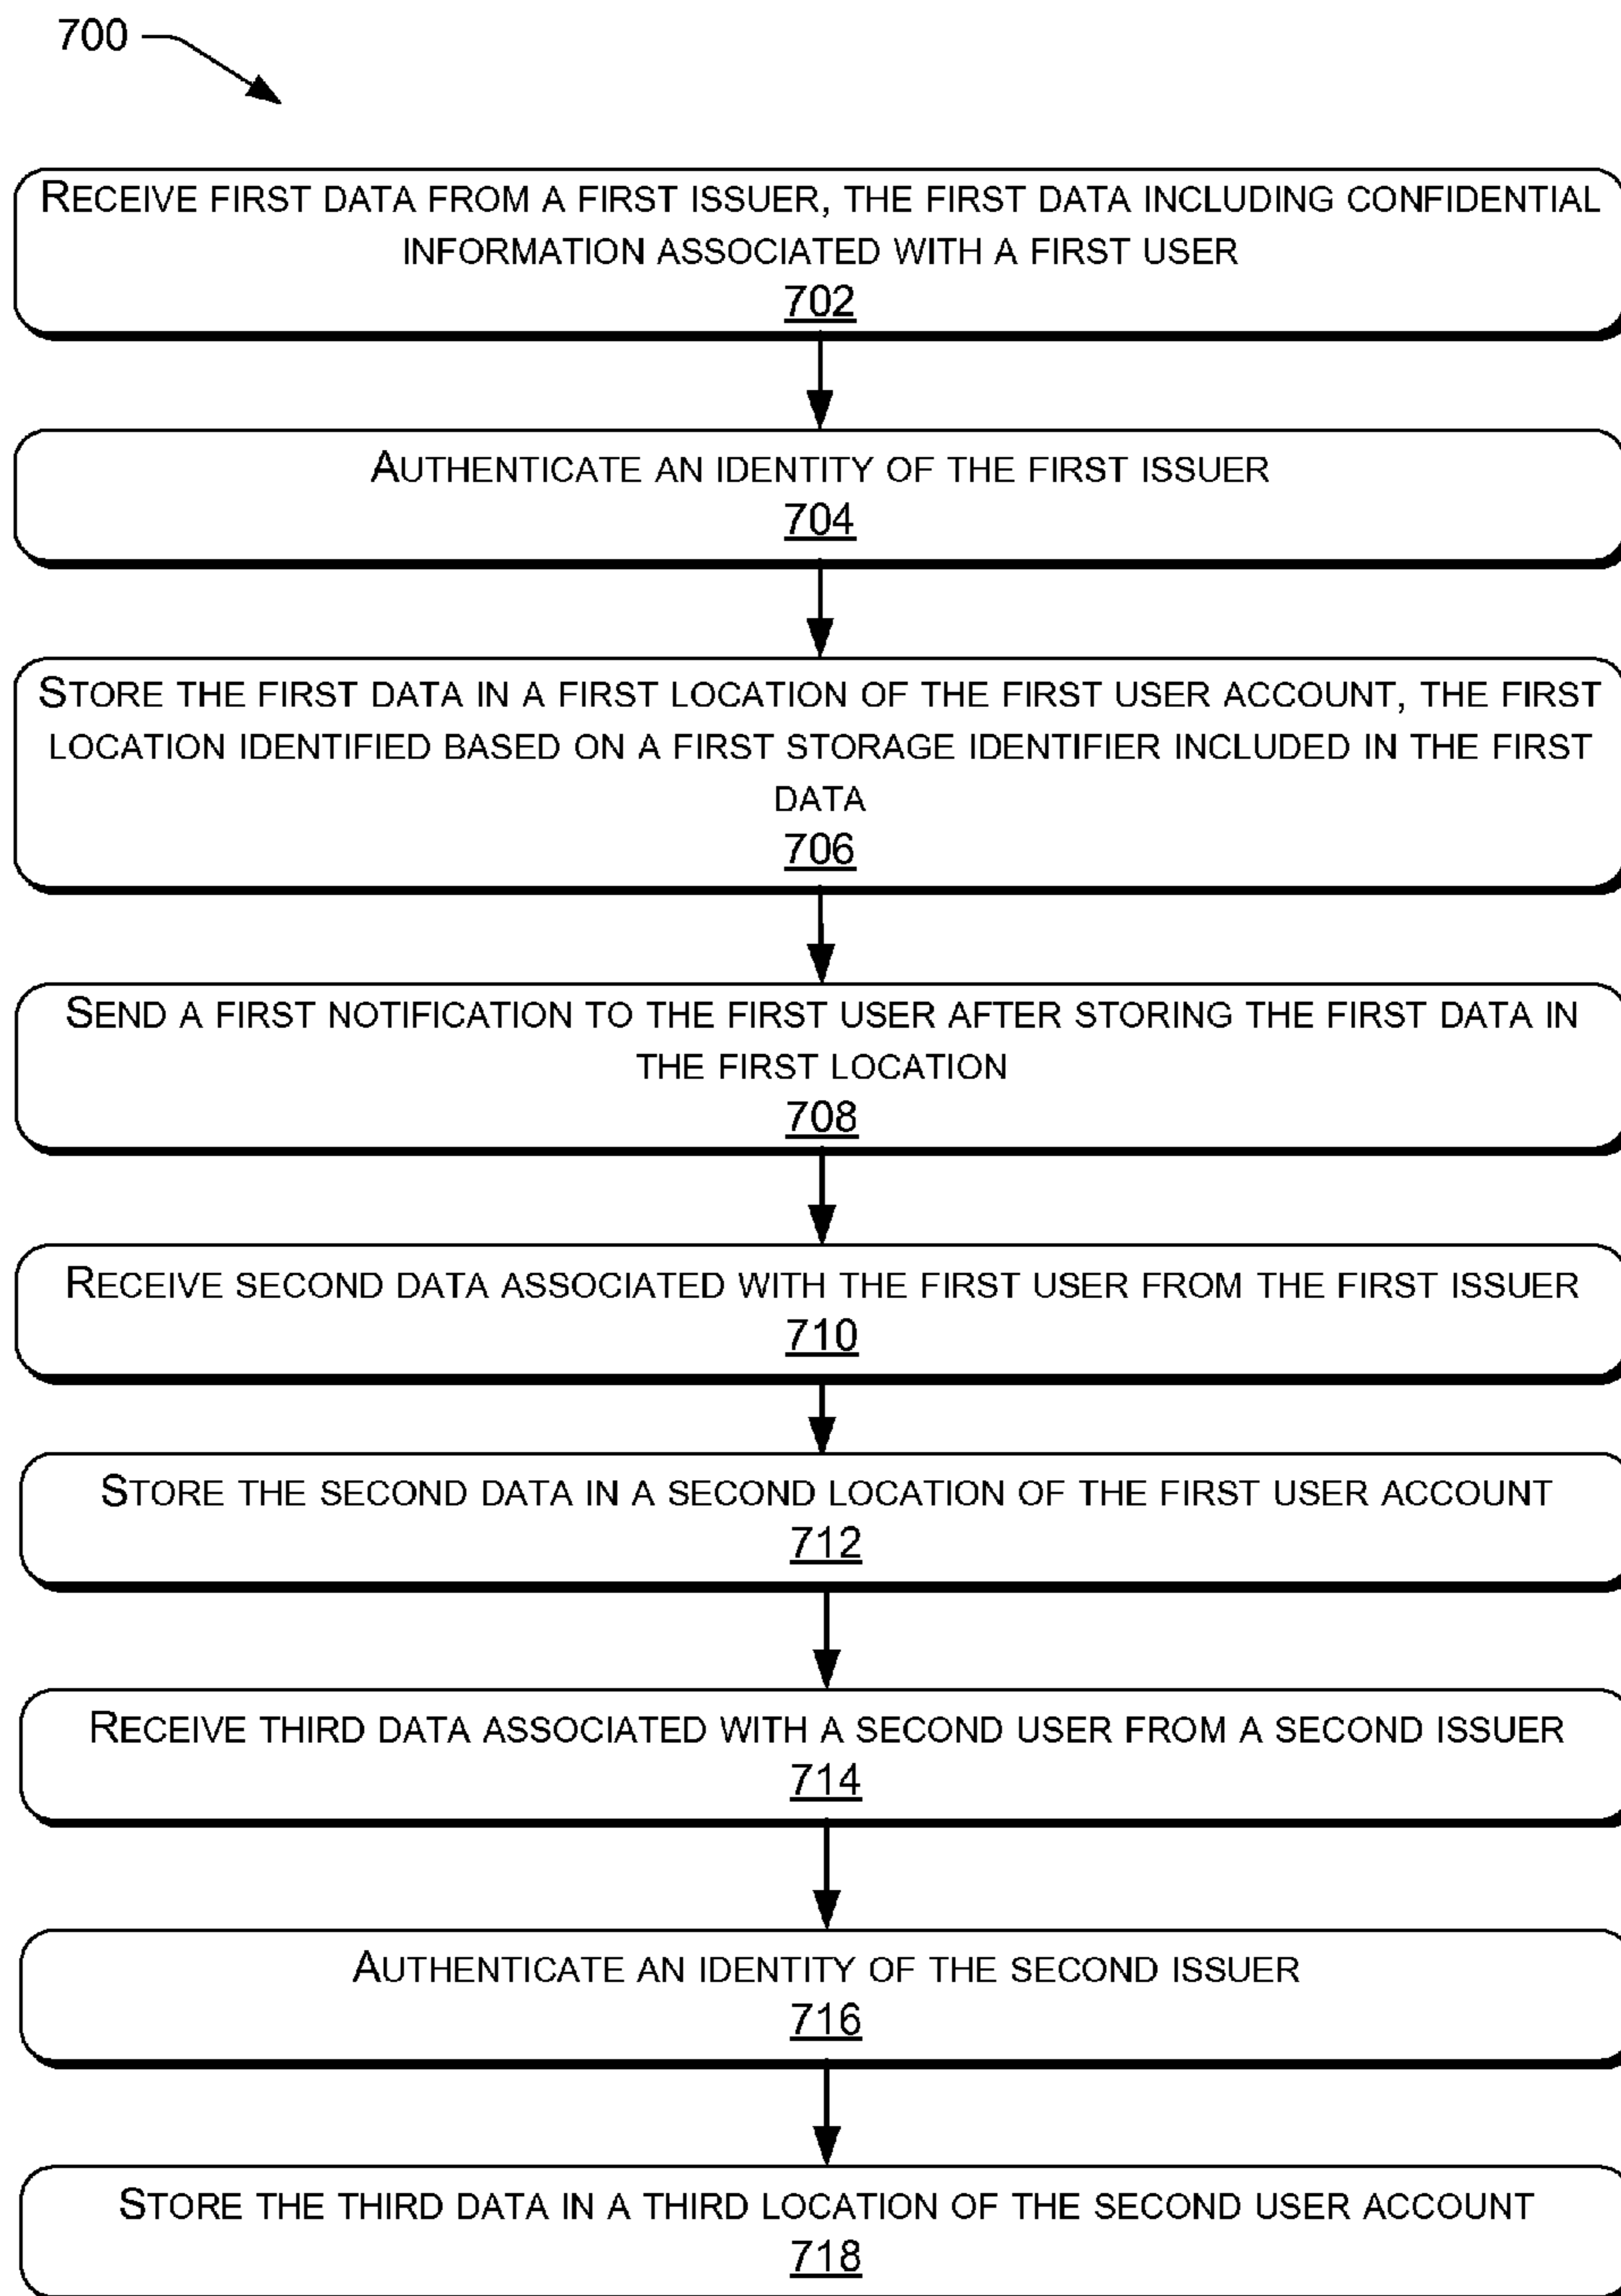 700
RECEIVE FIRST DATA FROM A FIRST ISSUER, THE FIRST DATA INCLUDING CONFIDENTIAL
INFORMATION ASSOCIATED WITH A FIRST USER
702
AUTHENTICATE AN IDENTITY OF THE FIRST ISSUER
704
STORE THE FIRST DATA IN A FIRST LOCATION OF THE FIRST USER ACCOUNT, THE FIRST
LOCATION IDENTIFIED BASED ON A FIRST STORAGE IDENTIFIER INCLUDED IN THE FIRST
DATA
706
SEND A FIRST NOTIFICATION TO THE FIRST USER AFTER STORING THE FIRST DATA IN
THE FIRST LOCATION
708
RECEIVE SECOND DATA ASSOCIATED WITH THE FIRST USER FROM THE FIRST ISSUER
710
STORE THE SECOND DATA IN A SECOND LOCATION OF THE FIRST USER ACCOUNT
712
RECEIVE THIRD DATA ASSOCIATED WITH A SECOND USER FROM A SECOND ISSUER
714
AUTHENTICATE AN IDENTITY OF THE SECOND ISSUER
716
STORE THE THIRD DATA IN A THIRD LOCATION OF THE SECOND USER ACCOUNT
718